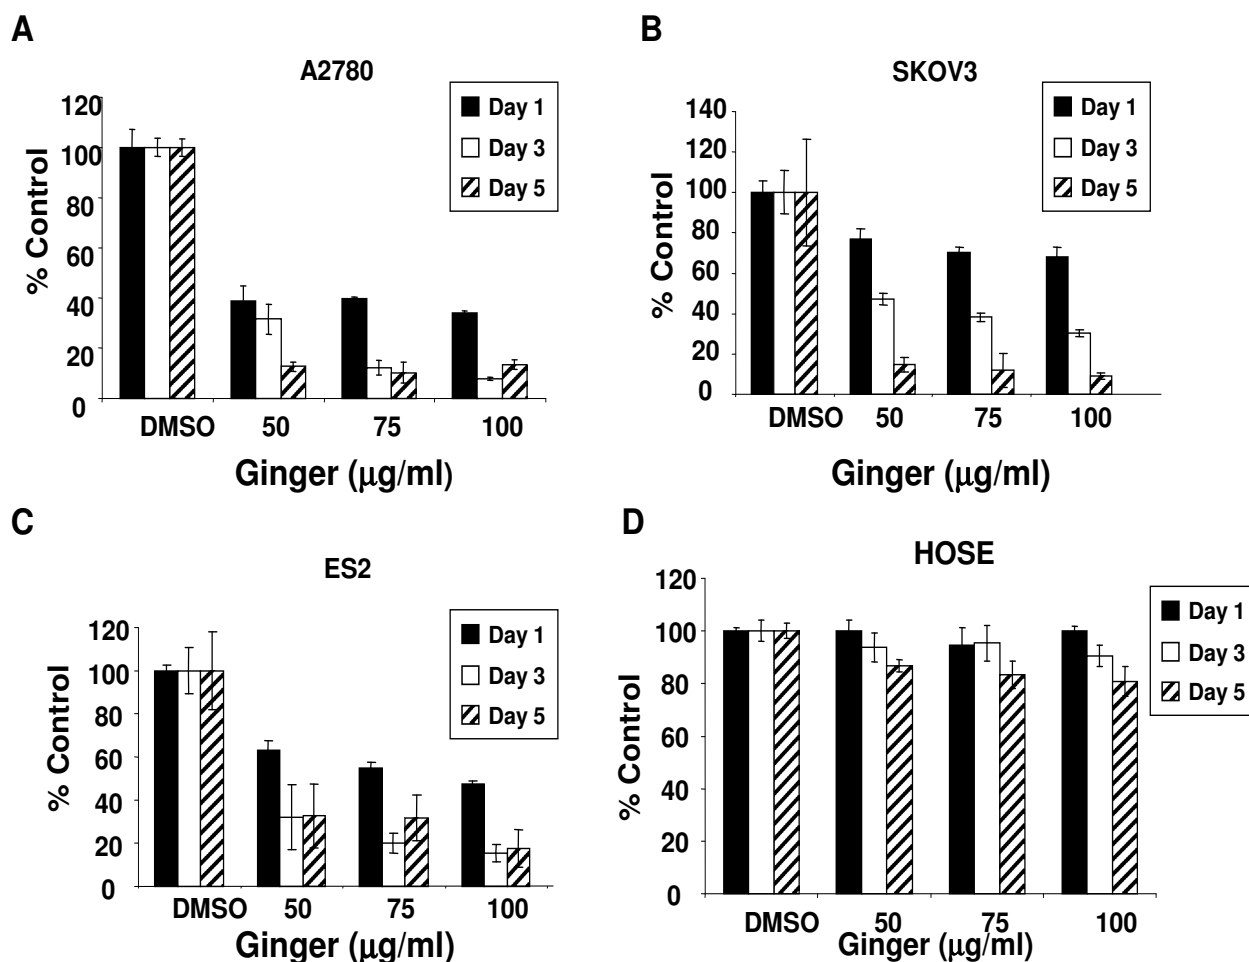 A
A2780
120
100
80
60
40
20
0
% Control
Day 1
Day 3
Day 5
DMSO 50 75 100
Ginger (µg/ml)
B
SKOV3
140
120
100
80
60
40
20
0
% Control
Day 1
Day 3
Day 5
DMSO 50 75 100
Ginger (µg/ml)
C
ES2
120
100
80
60
40
20
0
% Control
Day 1
Day 3
Day 5
DMSO 50 75 100
Ginger (µg/ml)
D
HOSE
120
100
80
60
40
20
0
% Control
Day 1
Day 3
Day 5
DMSO 50 75 100
Ginger (µg/ml)